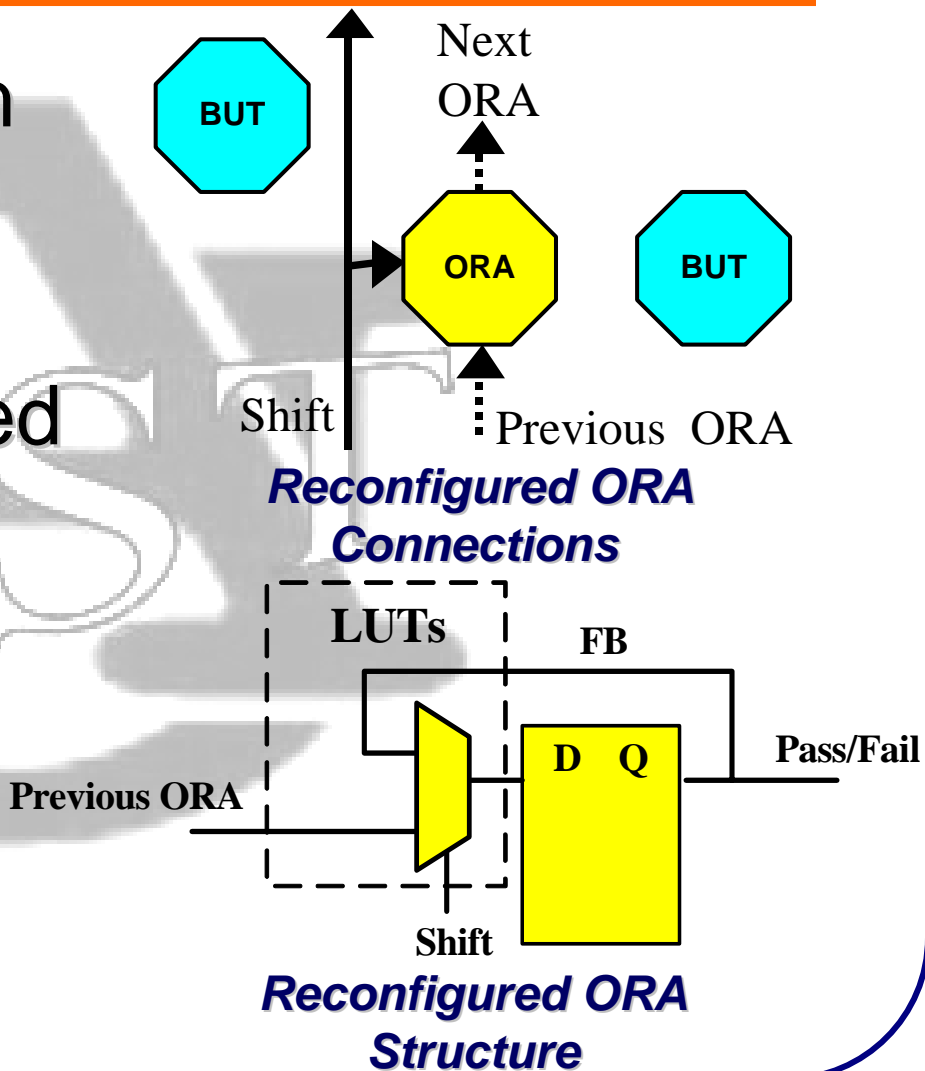 Next
ORA
BUT
ORA
BUT
ed
Shift
Previous ORA
Reconfigured ORA
Connections
LUTs
FB
D Q
Pass/Fail
Previous ORA
Shift
Reconfigured ORA
Structure